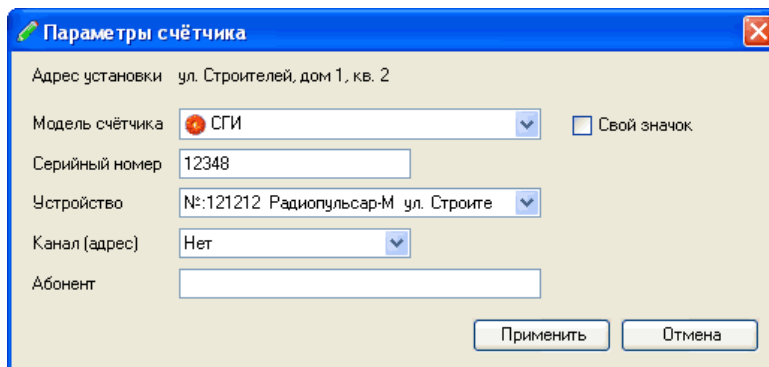 Параметры счётчика
Адрес установки ул. Строителей, дом 1, кв. 2
Модель счётчика СГИ Свой значок
Серийный номер 12348
Устройство №:121212 Радиопульсар-М ул. Строите
Канал (адрес) Нет
Абонент
Применить Отмена